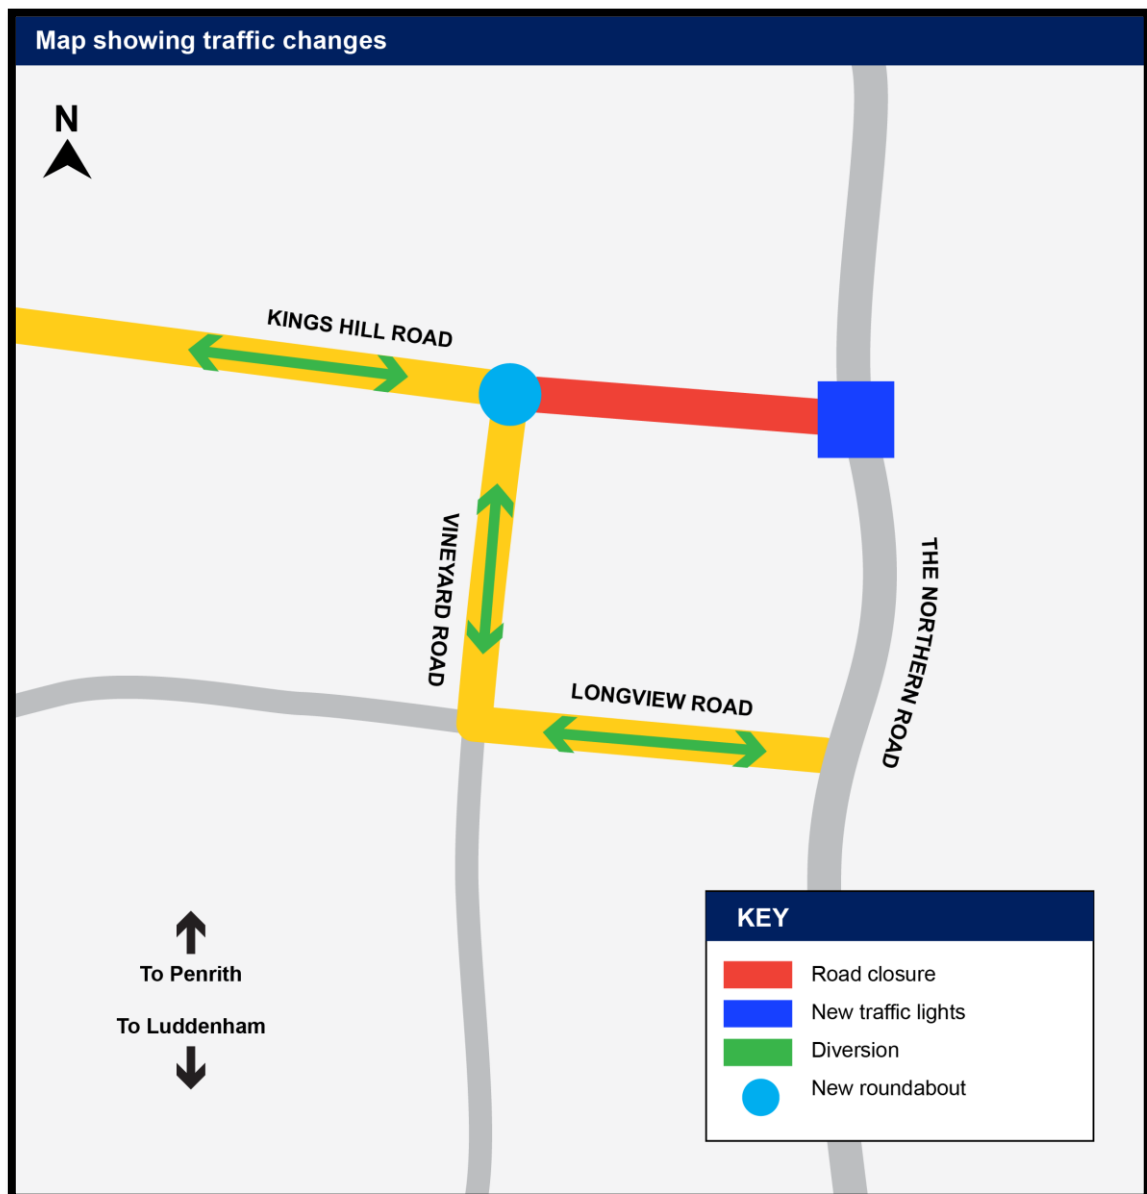 Map showing traffic changes
N
KINGS HILL ROAD
VINEYARD ROAD
THE NORTHERN ROAD
LONGVIEW ROAD
To Penrith
To Luddenham
KEY
Road closure
New traffic lights
Diversion
New roundabout